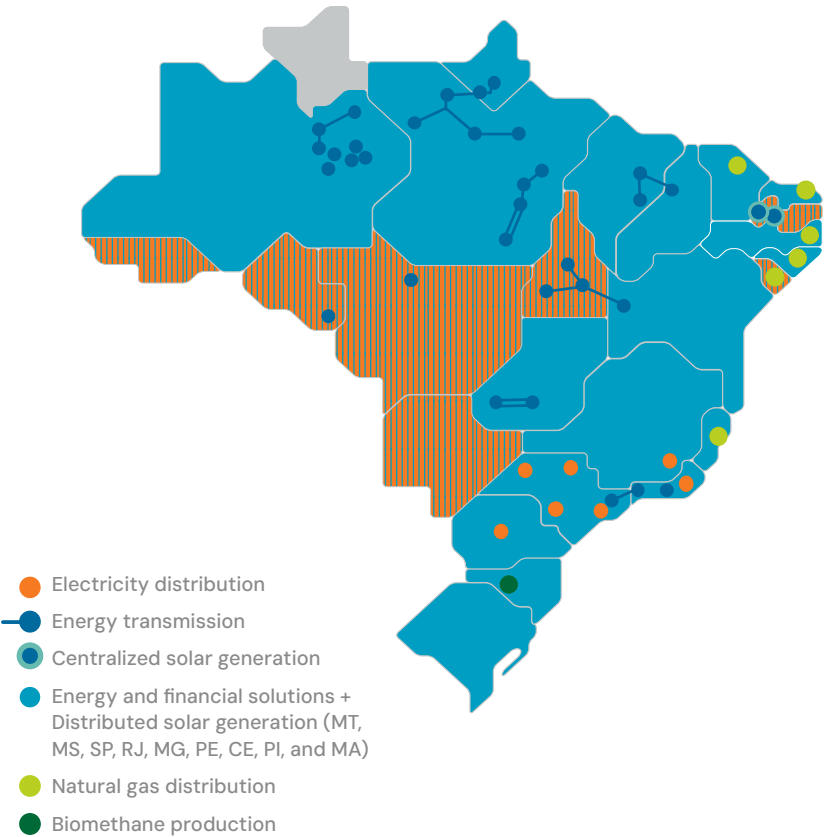 Electricity distribution
Energy transmission
Centralized solar generation
Energy and financial solutions +
Distributed solar generation (MT,
MS, SP, RJ, MG, PE, CE, PI, and MA)
Natural gas distribution
Biomethane production